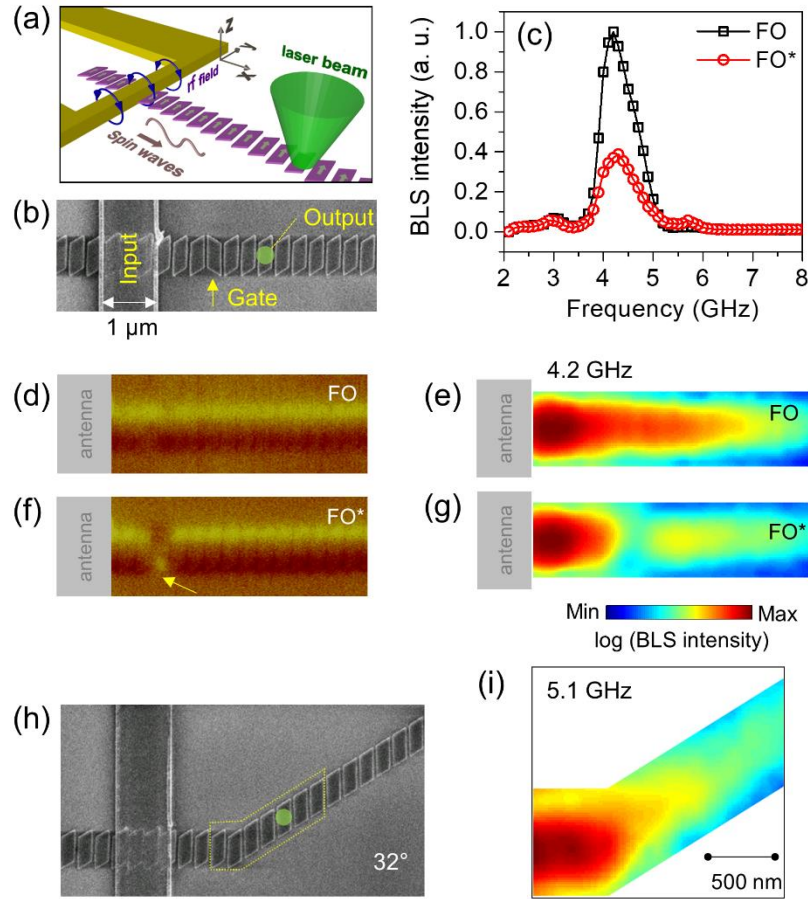 (a)
z
y
x
rf field
Spin waves
laser beam
(b)
Input
Output
Gate
1 µm
(c)
FO
FO*
BLS intensity (a. u.)
1.0
0.8
0.6
0.4
0.2
0.0
2 3 4 5 6 7 8
Frequency (GHz)
(d)
antenna
FO
(e)
4.2 GHz
antenna
FO
(f)
antenna
FO*
(g)
antenna
FO*
Min Max
log (BLS intensity)
(h)
32°
(i)
5.1 GHz
500 nm